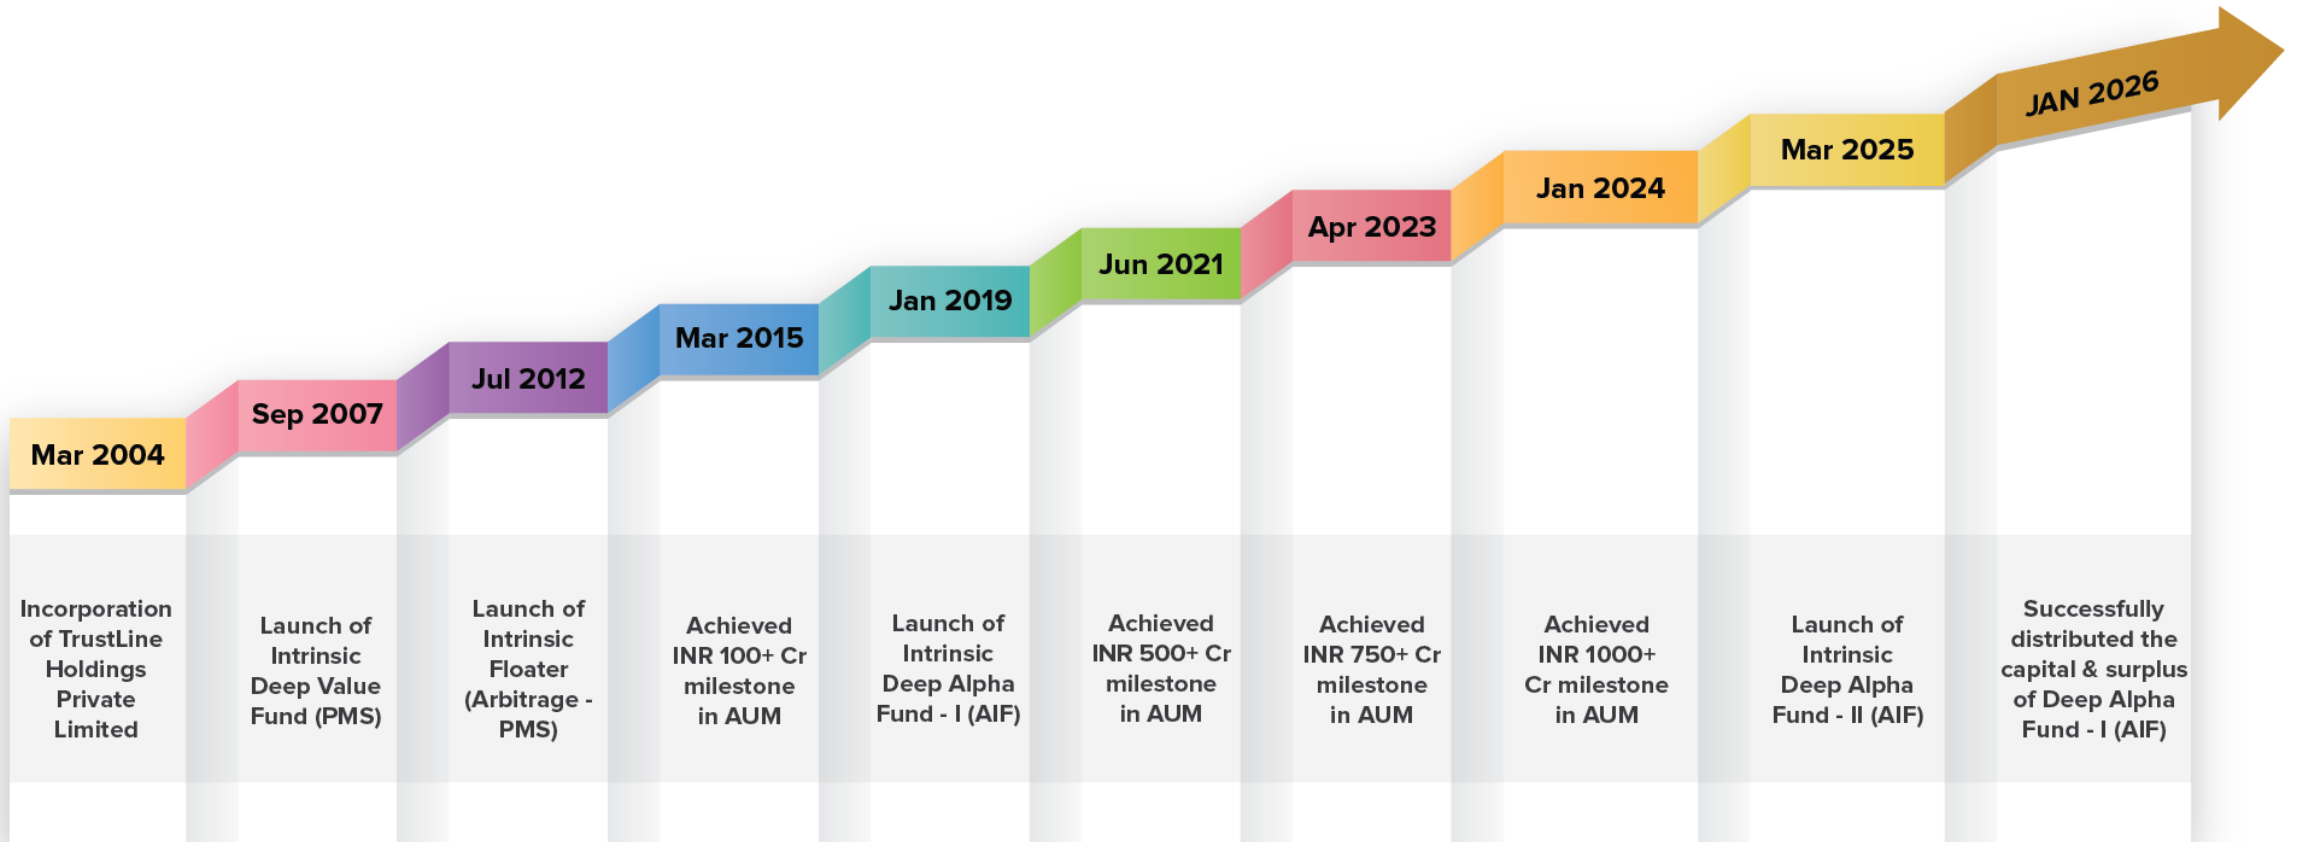 Mar 2004
Incorporation
of TrustLine
Holdings
Private
Limited
Sep 2007
Launch of
Intrinsic
Deep Value
Fund (PMS)
Jul 2012
Launch of
Intrinsic
Floater
(Arbitrage -
PMS)
Mar 2015
Achieved
INR 100+ Cr
milestone
in AUM
Jan 2019
Launch of
Intrinsic
Deep Alpha
Fund - I (AIF)
Jun 2021
Achieved
INR 500+ Cr
milestone
in AUM
Apr 2023
Achieved
INR 750+ Cr
milestone
in AUM
Jan 2024
Achieved
INR 1000+
Cr milestone
in AUM
Mar 2025
Launch of
Intrinsic
Deep Alpha
Fund - II (AIF)
JAN 2026
Successfully
distributed the
capital & surplus
of Deep Alpha
Fund - I (AIF)